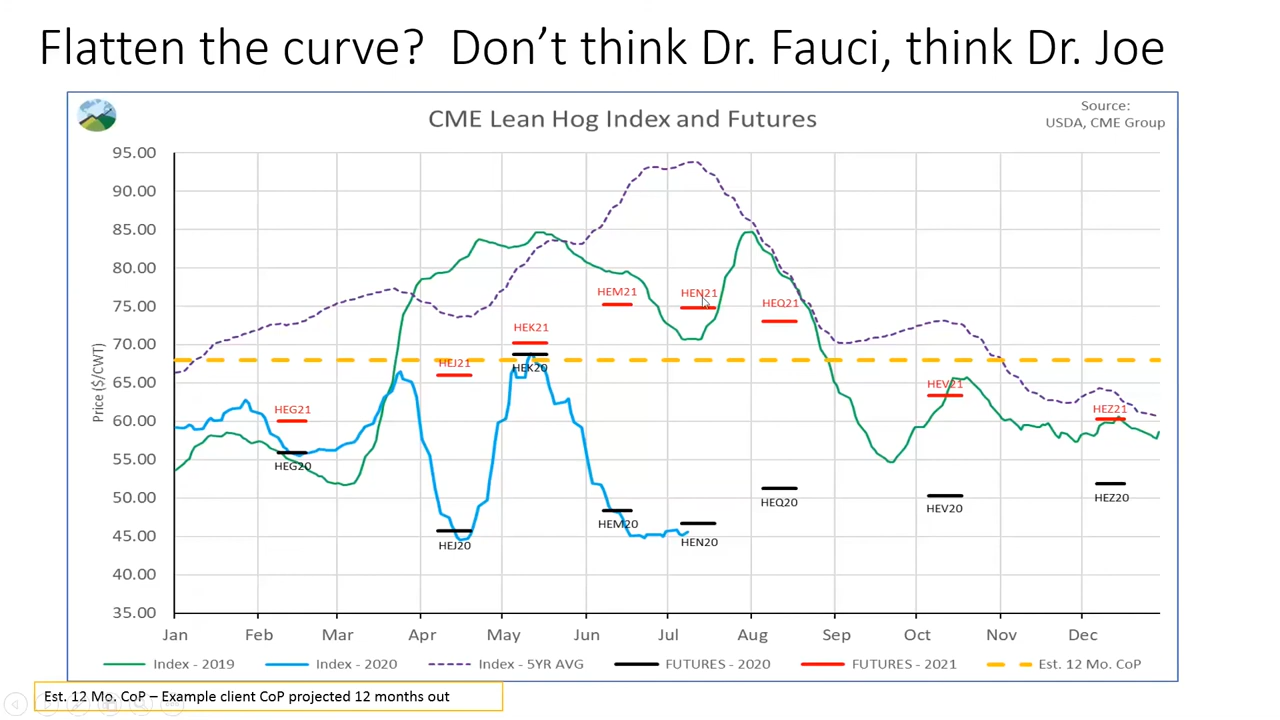 Flatten the curve? Don't think Dr. Fauci, think Dr. Joe
CME Lean Hog Index and Futures
Source:
USDA, CME Group
Price ($/CWT)
95.00
90.00
85.00
80.00
75.00
70.00
65.00
60.00
55.00
50.00
45.00
40.00
35.00
HEG21
HEG20
HEJ21
HEJ20
HEK21
HEK20
HEM21
HEM20
HEN21
HEN20
HEQ21
HEQ20
HEV21
HEV20
HEZ21
HEZ20
Jan Feb Mar Apr May Jun Jul Aug Sep Oct Nov Dec
Index - 2019 Index - 2020 Index - 5YR AVG FUTURES - 2020 FUTURES - 2021 Est. 12 Mo. CoP
Est. 12 Mo. CoP – Example client CoP projected 12 months out